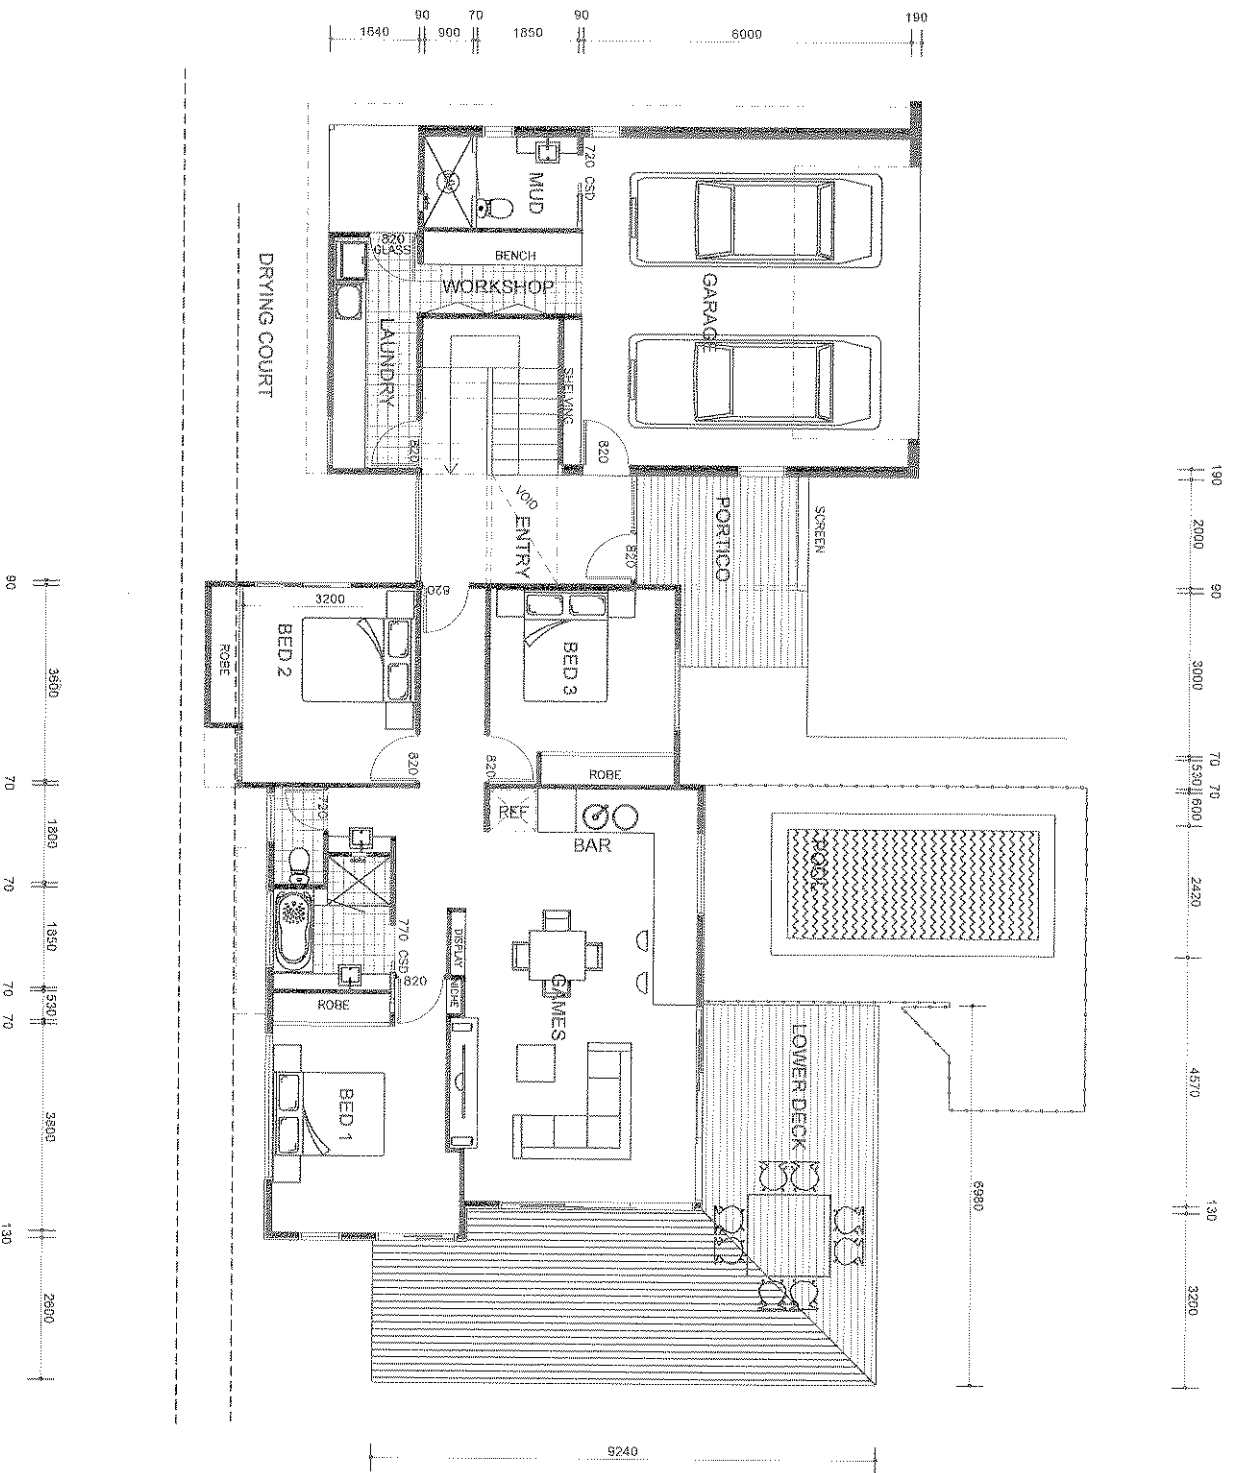 90
70
90
190
1640
900
1850
6000
720 CSD
MUD
820
GLASS
BENCH
WORKSHOP
GARAGE
DRYING COURT
LAUNDRY
SHELVING
820
820
190
VOID
ENTRY
PORTICO
SCREEN
2000
820
820
90
90
3200
BED 2
BED 3
ROBE
3600
3000
820
820
ROBE
70
70
530
70
600
720
REF
BAR
POOL
1800
2420
70
770 CSD
DISPLAY
1850
820
NICHE
GAMES
70
530
70
ROBE
LOWER DECK
4570
BED 1
3800
6980
130
130
2600
3200
9240